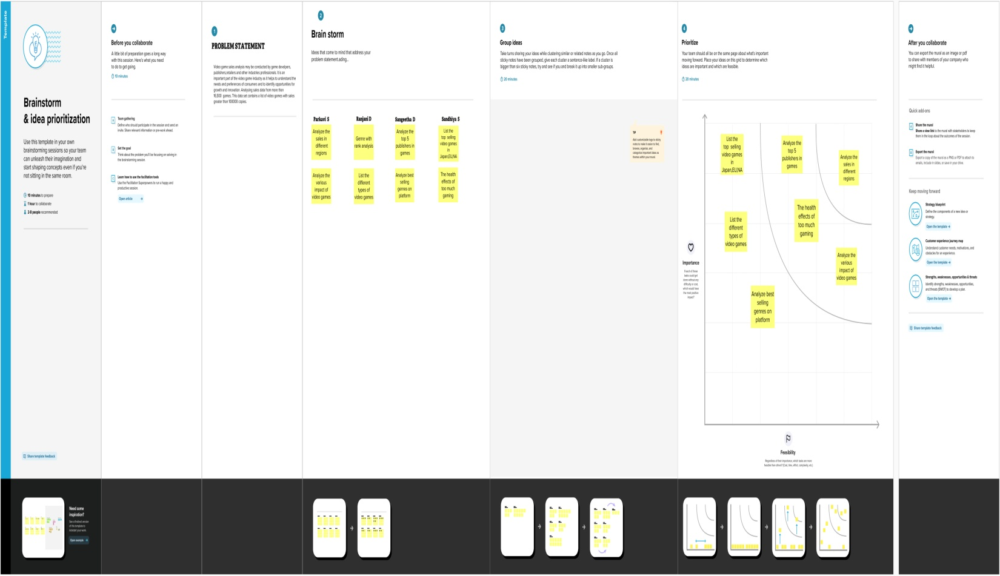 Template
Brainstorm
& idea prioritization
Use this template in your own
brainstorming sessions so your team
can unleash their imagination and
start shaping concepts even if you're
not sitting in the same room.
10 minutes to prepare
1 hour to collaborate
2-8 people recommended
Share template feedback
Need some
inspiration?
See a finished version
of this template to
kickstart your work.
Open example
Before you collaborate
A little bit of preparation goes a long way
with this session. Here's what you need
to do to get going.
10 minutes
A
Team gathering
Define who should participate in the session and send an
invite. Share relevant information or pre-work ahead.
B
Set the goal
Think about the problem you'll be focusing on solving in
the brainstorming session.
C
Learn how to use the facilitation tools
Use the Facilitation Superpowers to run a happy and
productive session.
Open article
1
PROBLEM STATEMENT
Video game sales analysis may be conducted by game developers,
publishers,retailers and other industries professionals. It is an
important part of the video game industry as it helps to understand the
needs and preferences of consumers and to identify opportunities for
growth and innovation. Analysing sales data from more than
16,500 games. This data set contains a list of video games with sales
greater than 100000 copies.
2
Brain storm
Ideas that come to mind that address your
problem statement.ading...
Parkavi S
Ranjani D
Sangeetha D
Sandhiya S
Analyze the
sales in
different
regions
Genre with
rank analysis
Analyze the
top 5
publishers in
games
List the
top selling
video games
in
Japan,EU,NA
Analyze the
various
impact of
video games
List the
different
types of
video games
Analyze best
selling
genres on
platform
The health
effects of
too much
gaming
3
Group ideas
Take turns sharing your ideas while clustering similar or related notes as you go. Once all
sticky notes have been grouped, give each cluster a sentence-like label. If a cluster is
bigger than six sticky notes, try and see if you and break it up into smaller sub-groups.
20 minutes
TIP
Add customizable tags to sticky
notes to make it easier to find,
browse, organize, and
categorize important ideas as
themes within your mural.
4
Prioritize
Your team should all be on the same page about what's important
moving forward. Place your ideas on this grid to determine which
ideas are important and which are feasible.
20 minutes
List the
top selling
video games
in
Japan,EU,NA
Analyze the
top 5
publishers in
games
Analyze the
sales in
different
regions
The health
effects of
too much
gaming
List the
different
types of
video games
Analyze the
various
impact of
video games
Analyze best
selling
genres on
platform
Importance
If each of these
tasks could get
done without any
difficulty or cost,
which would have
the most positive
impact?
Feasibility
Regardless of their importance, which tasks are more
feasible than others? (Cost, time, effort, complexity, etc.)
After you collaborate
You can export the mural as an image or pdf
to share with members of your company who
might find it helpful.
Quick add-ons
A
Share the mural
Share a view link to the mural with stakeholders to keep
them in the loop about the outcomes of the session.
B
Export the mural
Export a copy of the mural as a PNG or PDF to attach to
emails, include in slides, or save in your drive.
Keep moving forward
Strategy blueprint
Define the components of a new idea or
strategy.
Open the template
Customer experience journey map
Understand customer needs, motivations, and
obstacles for an experience.
Open the template
Strengths, weaknesses, opportunities & threats
Identify strengths, weaknesses, opportunities,
and threats (SWOT) to develop a plan.
Open the template
Share template feedback